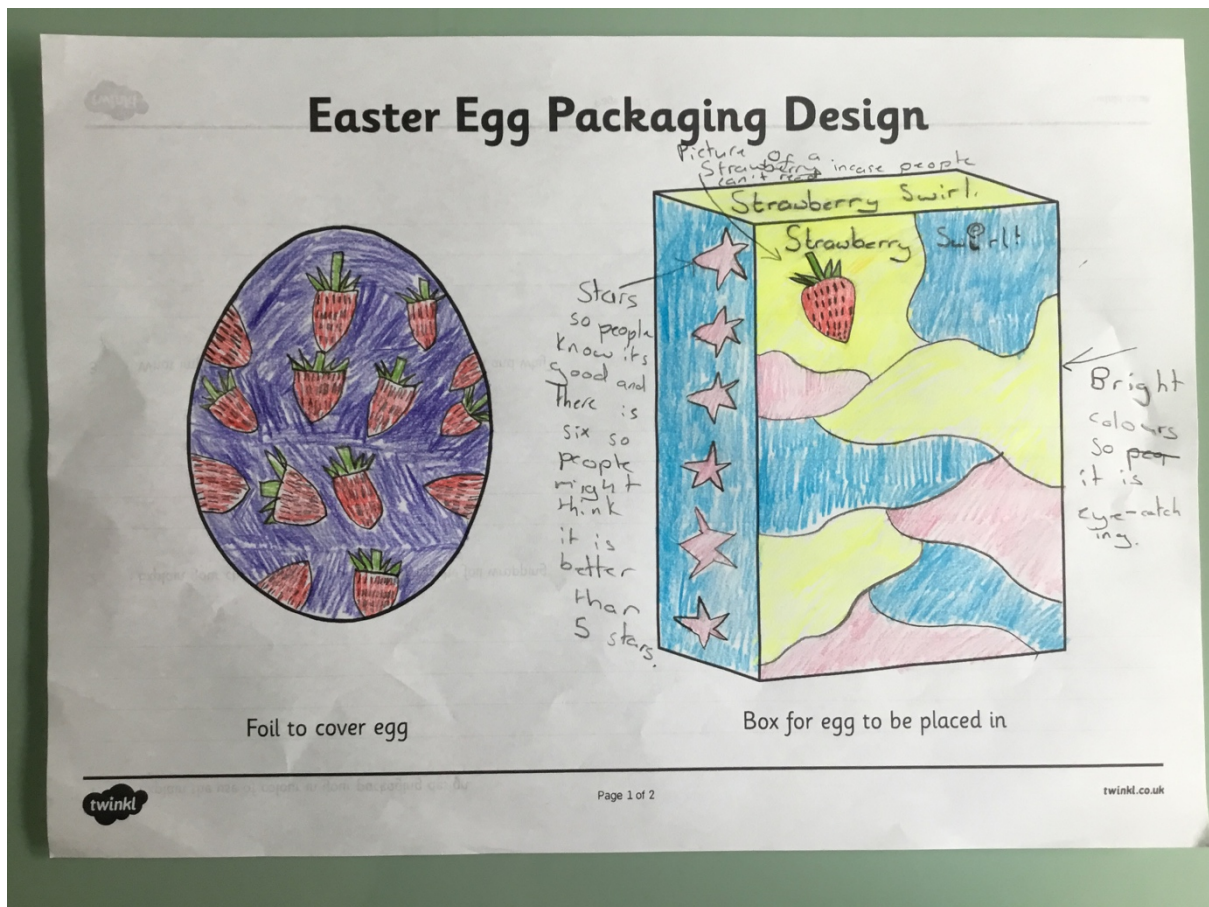 Easter Egg Packaging Design
Picture of a
Strawberry incase people
can't read
Strawberry Swirl.
Strawberry Swirl!
Stars
so people
know its
good and
There is
six so
people
might
think
it is
better
than
5 stars.
Bright
colours
so
it is
eye-catch
ing.
Foil to cover egg
Box for egg to be placed in
twinkl
Page 1 of 2
twinkl.co.uk